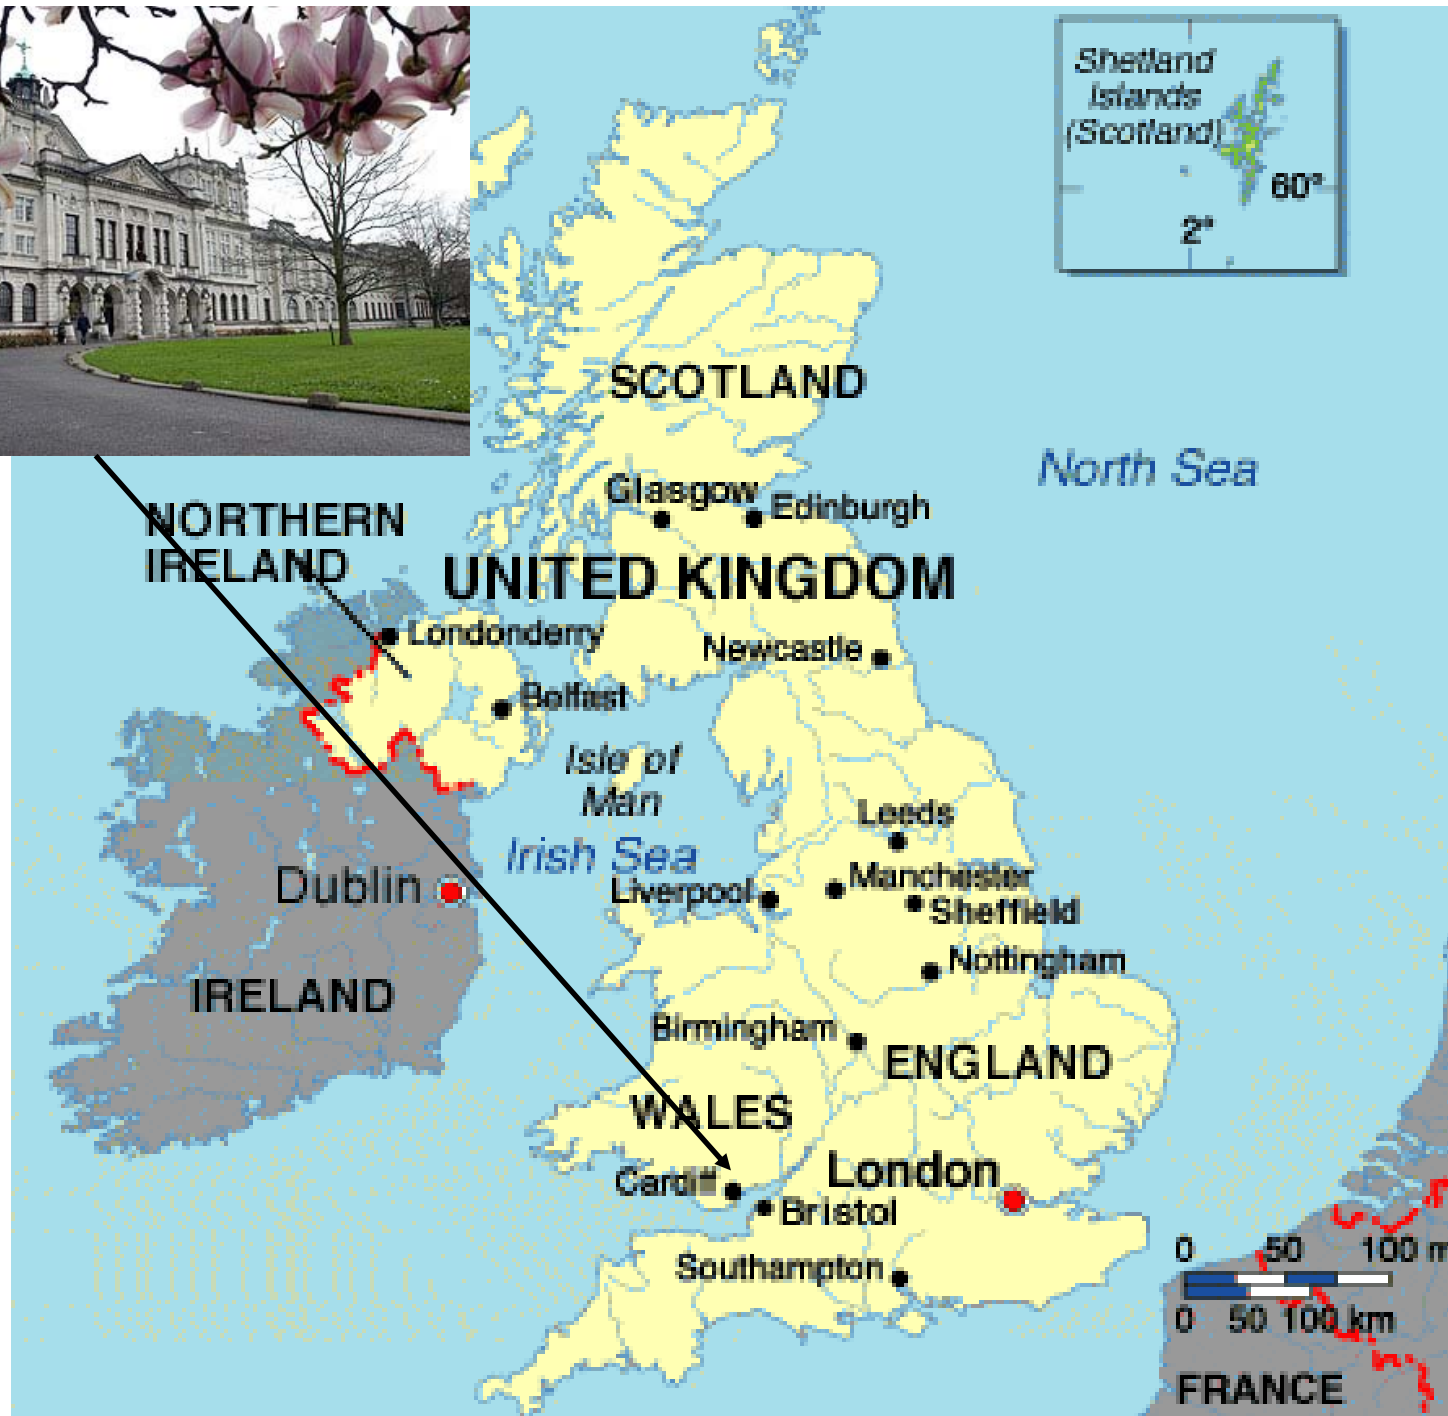 Shetland
Islands
(Scotland)
60°
2°
SCOTLAND
North Sea
Glasgow
Edinburgh
NORTHERN
IRELAND
UNITED KINGDOM
Londonderry
Newcastle
Belfast
Isle of
Man
Leeds
Irish Sea
Manchester
Dublin
Liverpool
Sheffield
Nottingham
IRELAND
Birmingham
ENGLAND
WALES
London
Cardiff
Bristol
Southampton
0 50 100 m
0 50 100 km
FRANCE